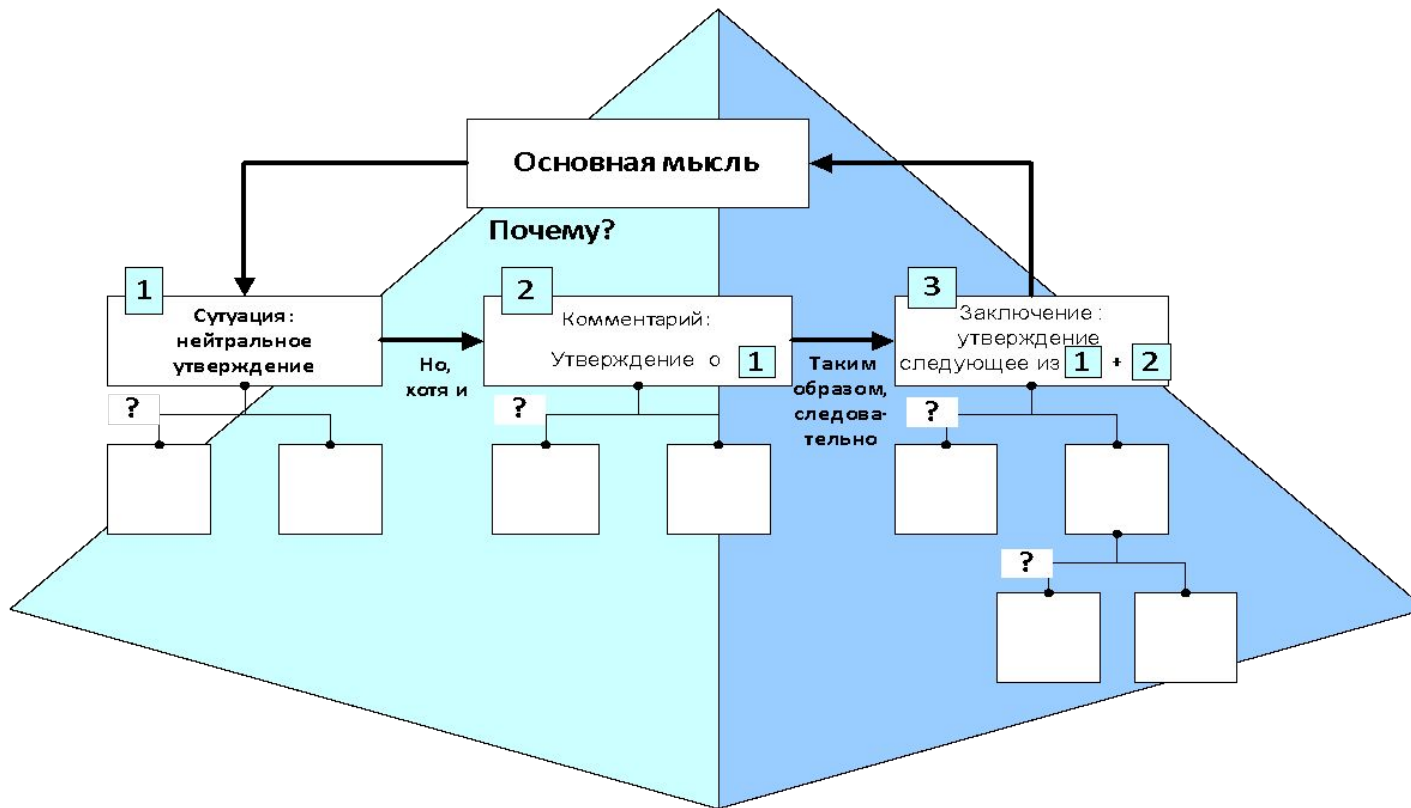 Основная мысль
Почему?
1
Сутуация:
нейтральное
утверждение
Но,
хотя и
2
Комментарий:
Утверждение о 1
Таким
образом,
следова-
тельно
3
Заключение:
утверждение
следующее из 1 + 2
?
?
?
?